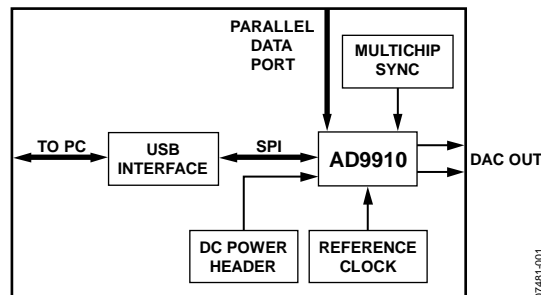 PARALLEL
DATA
PORT
MULTICHIP
SYNC
TO PC
USB
INTERFACE
SPI
AD9910
DAC OUT
DC POWER
HEADER
REFERENCE
CLOCK
07481-001